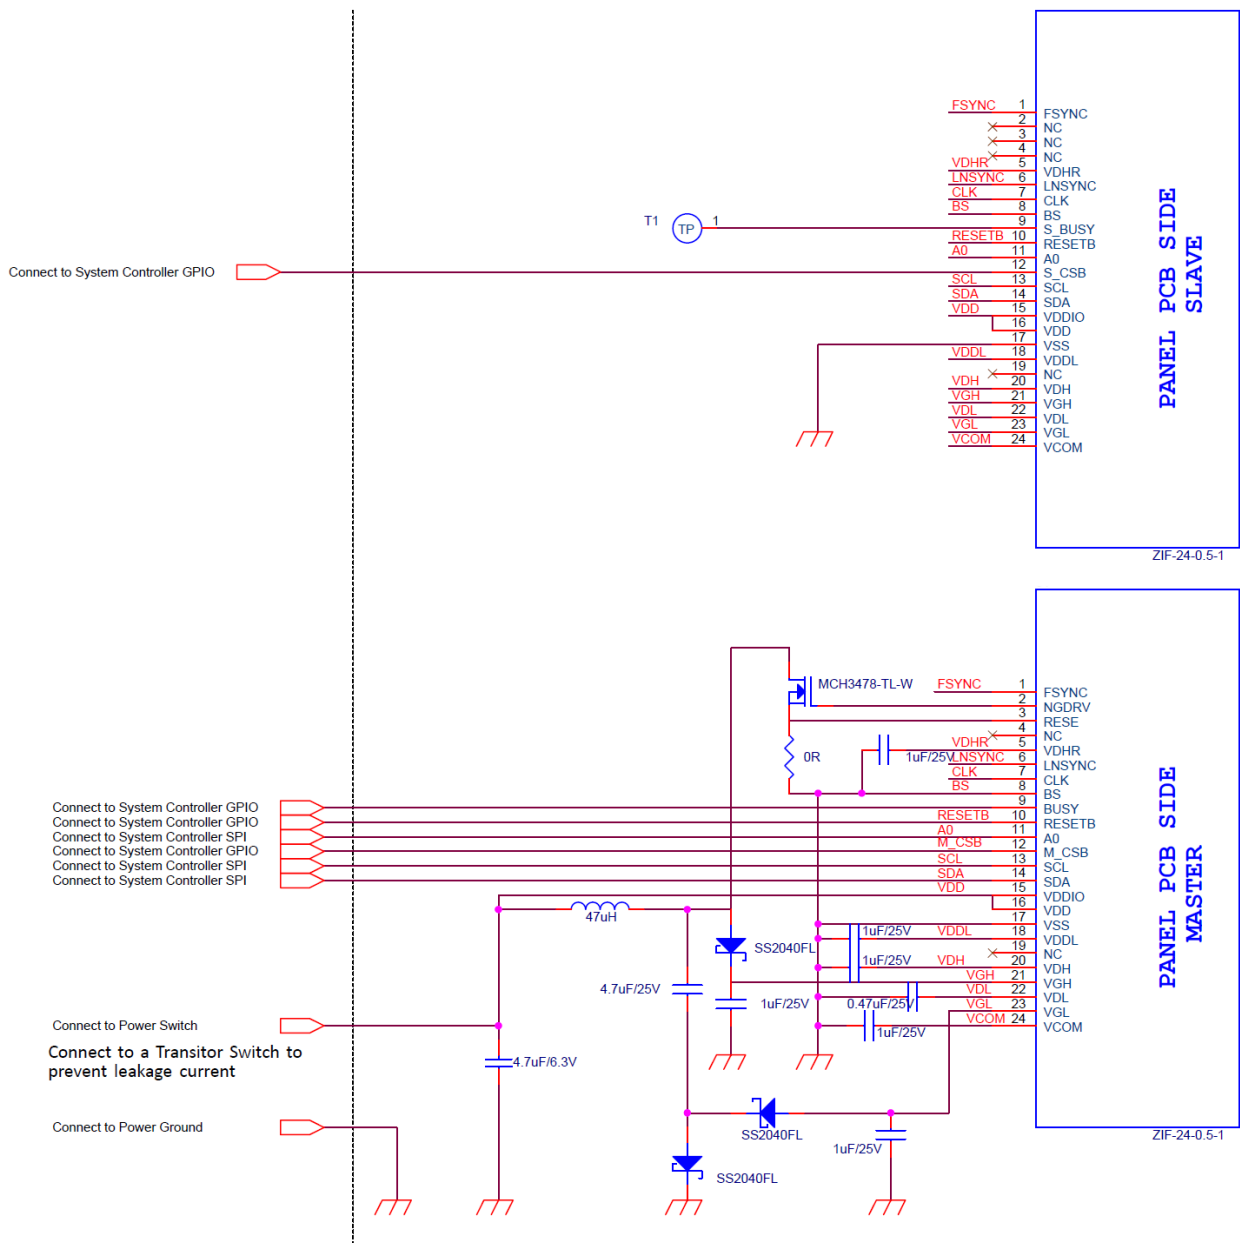 FSYNC 1 FSYNC
2 NC
3 NC
4 NC
VDHR 5 VDHR
LNSYNC 6 LNSYNC
CLK 7 CLK
BS 8 BS
T1 TP 1 9 S_BUSY
RESETB 10 RESETB
A0 11 A0
Connect to System Controller GPIO 12 S_CSB
SCL 13 SCL
SDA 14 SDA
VDD 15 VDDIO
16 VDD
17 VSS
VDDL 18 VDDL
19 NC
VDH 20 VDH
VGH 21 VGH
VDL 22 VDL
VGL 23 VGL
VCOM 24 VCOM
PANEL PCB SIDE
SLAVE
ZIF-24-0.5-1
MCH3478-TL-W
FSYNC 1 FSYNC
2 NGDRV
3 RESE
4 NC
0R
1uF/25V
VDHR 5 VDHR
LNSYNC 6 LNSYNC
CLK 7 CLK
BS 8 BS
Connect to System Controller GPIO 9 BUSY
Connect to System Controller GPIO RESETB 10 RESETB
Connect to System Controller SPI A0 11 A0
Connect to System Controller GPIO M_CSB 12 M_CSB
Connect to System Controller SPI SCL 13 SCL
Connect to System Controller SPI SDA 14 SDA
VDD 15 VDDIO
16 VDD
47uH
17 VSS
1uF/25V VDDL 18 VDDL
SS2040FL
19 NC
1uF/25V VDH 20 VDH
VGH 21 VGH
4.7uF/25V
VDL 22 VDL
1uF/25V
0.47uF/25V
VGL 23 VGL
VCOM 24 VCOM
1uF/25V
PANEL PCB SIDE
MASTER
Connect to Power Switch
Connect to a Transitor Switch to
prevent leakage current
4.7uF/6.3V
Connect to Power Ground
SS2040FL
1uF/25V
SS2040FL
ZIF-24-0.5-1